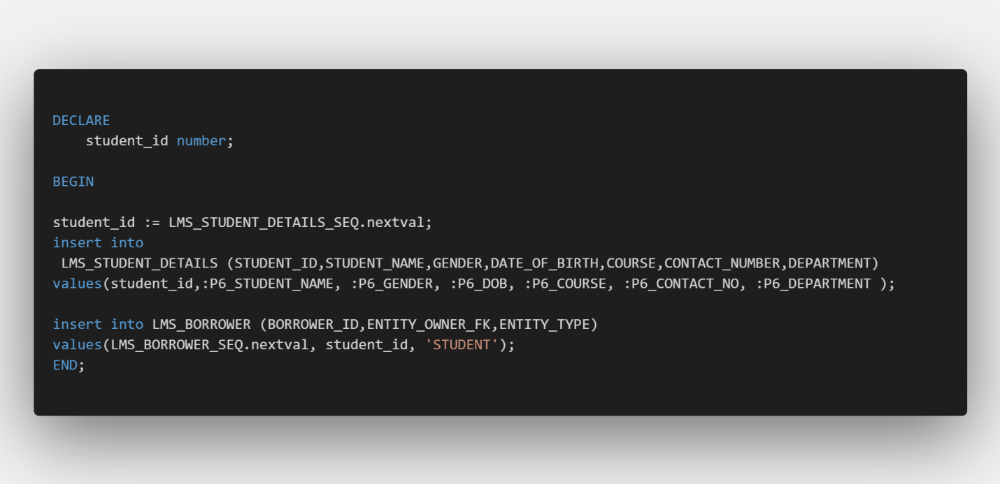 DECLARE
    student_id number;
BEGIN
student_id := LMS_STUDENT_DETAILS_SEQ.nextval;
insert into
 LMS_STUDENT_DETAILS (STUDENT_ID,STUDENT_NAME,GENDER,DATE_OF_BIRTH,COURSE,CONTACT_NUMBER,DEPARTMENT)
values(student_id,:P6_STUDENT_NAME, :P6_GENDER, :P6_DOB, :P6_COURSE, :P6_CONTACT_NO, :P6_DEPARTMENT );
insert into LMS_BORROWER (BORROWER_ID,ENTITY_OWNER_FK,ENTITY_TYPE)
values(LMS_BORROWER_SEQ.nextval, student_id, 'STUDENT');
END;